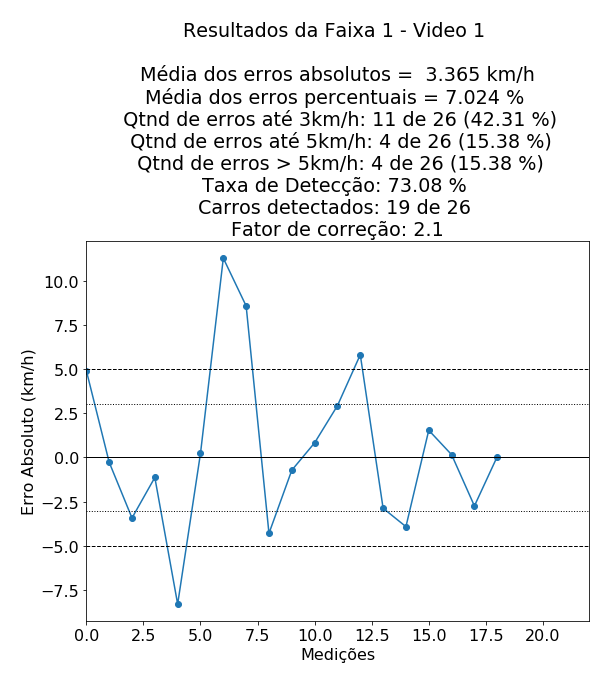 Resultados da Faixa 1 - Video 1
Média dos erros absolutos =  3.365 km/h
Média dos erros percentuais = 7.024 %
Qtnd de erros até 3km/h: 11 de 26 (42.31 %)
Qtnd de erros até 5km/h: 4 de 26 (15.38 %)
Qtnd de erros > 5km/h: 4 de 26 (15.38 %)
Taxa de Detecção: 73.08 %
Carros detectados: 19 de 26
Fator de correção: 2.1
10.0
7.5
5.0
2.5
0.0
−2.5
−5.0
−7.5
Erro Absoluto (km/h)
0.0 2.5 5.0 7.5 10.0 12.5 15.0 17.5 20.0
Medições